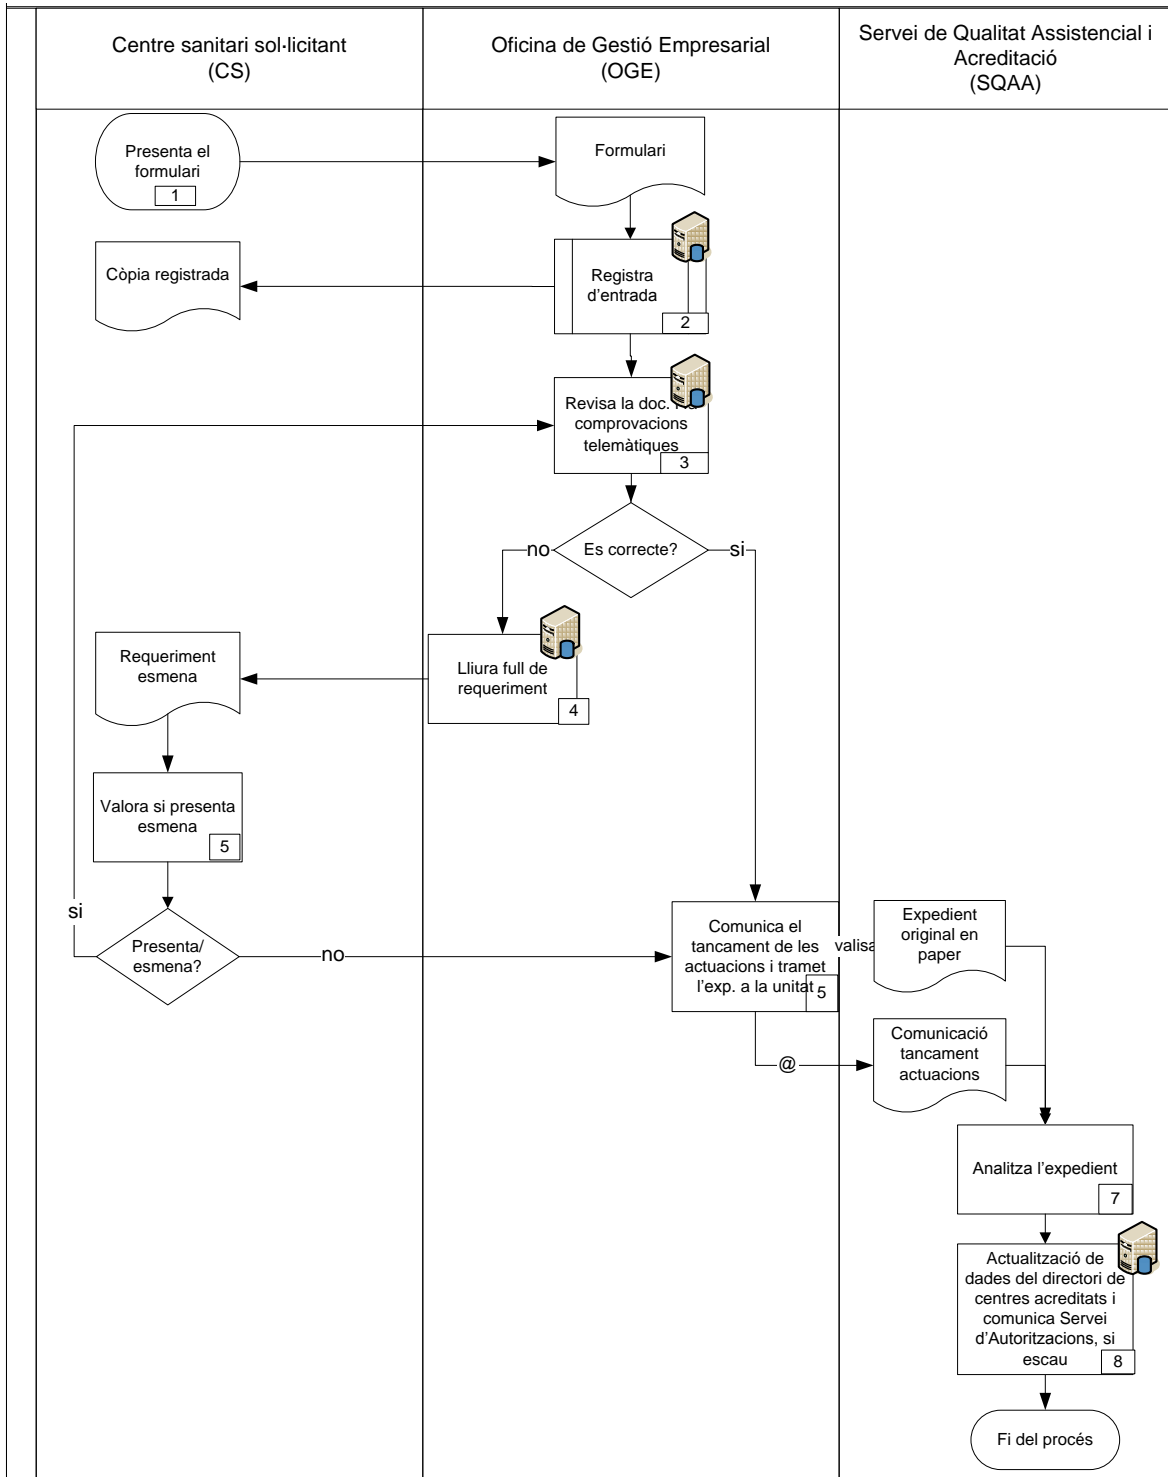 Centre sanitari sol·licitant
(CS)
Oficina de Gestió Empresarial
(OGE)
Servei de Qualitat Assistencial i
Acreditació
(SQAA)
Presenta el
formulari
1
Formulari
Còpia registrada
Registra
d’entrada
2
Revisa la doc. i
comprovacions
telemàtiques
3
Es correcte?
no
si
Requeriment
esmena
Lliura full de
requeriment
4
Valora si presenta
esmena
5
si
Presenta/
esmena?
no
Comunica el
tancament de les
actuacions i tramet
l’exp. a la unitat
5
valisa
Expedient
original en
paper
@
Comunicació
tancament
actuacions
Analitza l’expedient
7
Actualització de
dades del directori de
centres acreditats i
comunica Servei
d’Autoritzacions, si
escau
8
Fi del procés